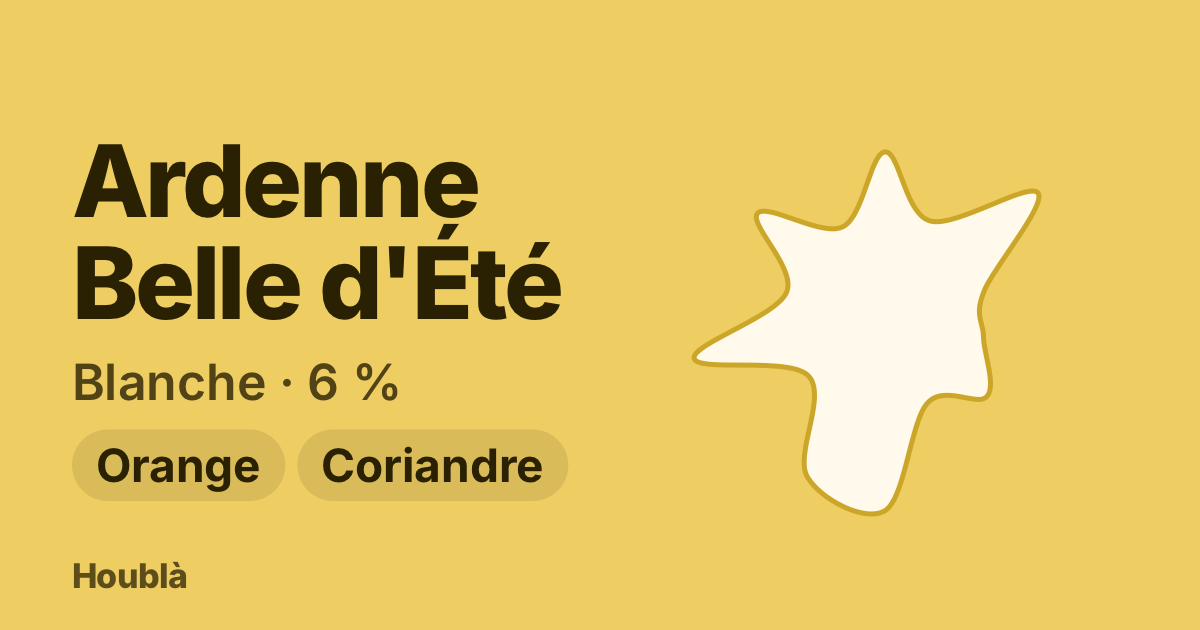 Ardenne
Belle d'Été
Blanche · 6 %
Orange Coriandre
Houblà